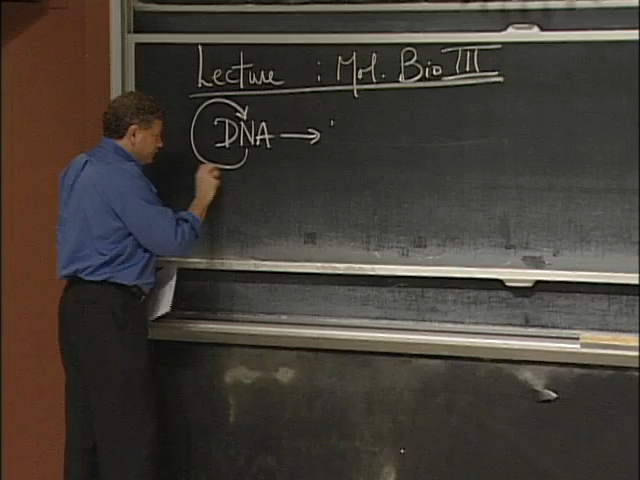 Lecture : Mol. Bio III
DNA →